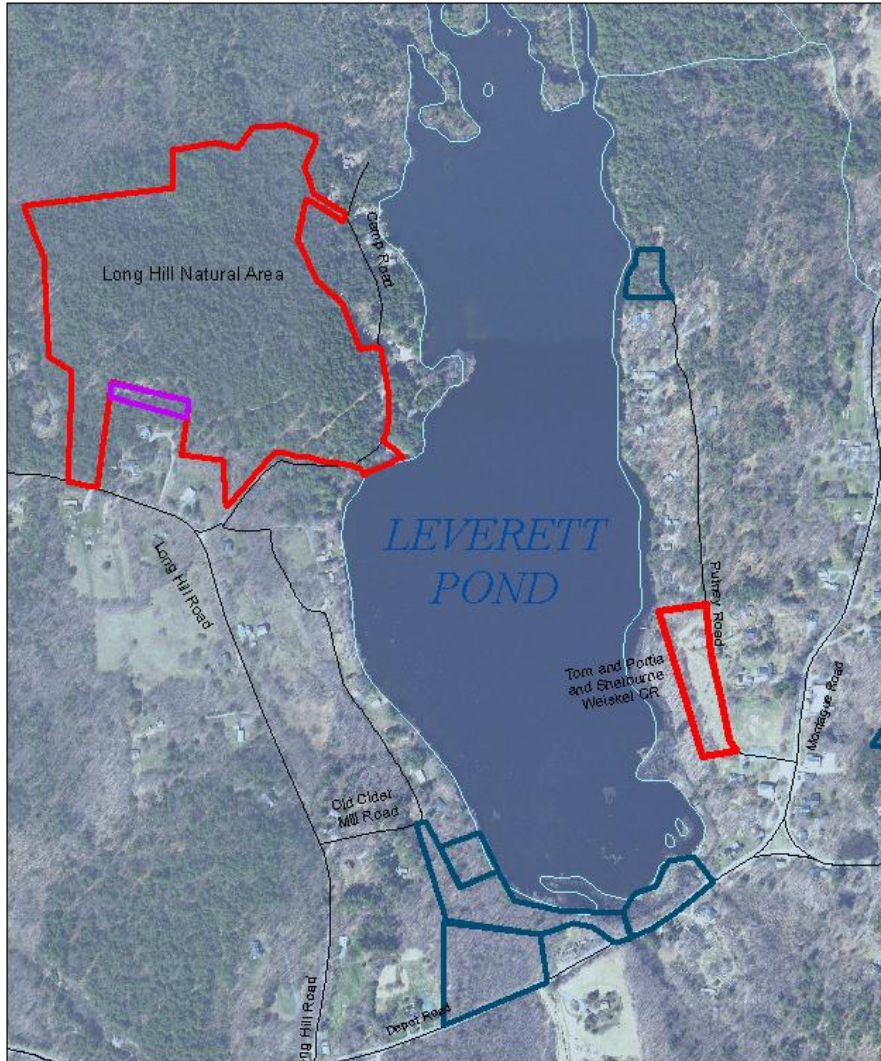 Camp Road
Long Hill Natural Area
LEVERETT
POND
Long Hill Road
Putney Road
Tom and Portia
and Shelburne
Weiskel CR
Montague Road
Old Cider
Mill Road
Depot Road
ng Hill Road